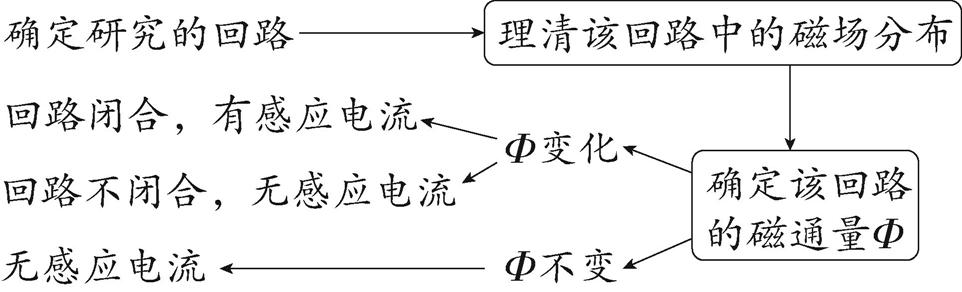 确定研究的回路
理清该回路中的磁场分布
回路闭合，有感应电流
Φ变化
回路不闭合，无感应电流
确定该回路
的磁通量Φ
无感应电流
Φ不变